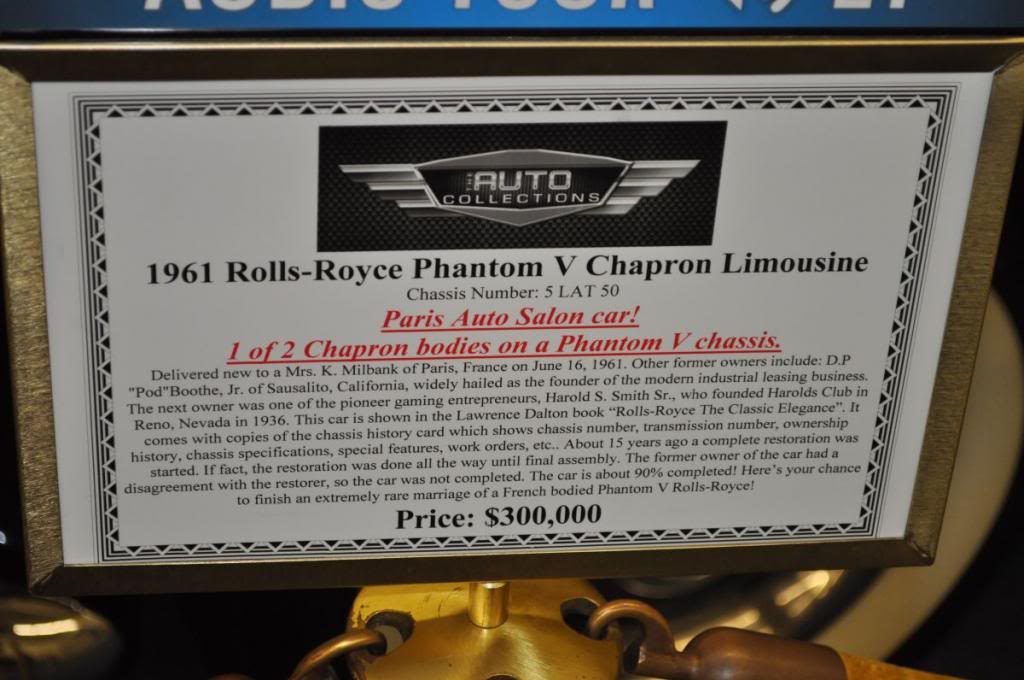 AUDIO TOUR 27
THE AUTO
COLLECTIONS
1961 Rolls-Royce Phantom V Chapron Limousine
Chassis Number: 5 LAT 50
Paris Auto Salon car!
1 of 2 Chapron bodies on a Phantom V chassis.
Delivered new to a Mrs. K. Milbank of Paris, France on June 16, 1961. Other former owners include: D.P
"Pod"Boothe, Jr. of Sausalito, California, widely hailed as the founder of the modern industrial leasing business.
The next owner was one of the pioneer gaming entrepreneurs, Harold S. Smith Sr., who founded Harolds Club in
Reno, Nevada in 1936. This car is shown in the Lawrence Dalton book “Rolls-Royce The Classic Elegance”. It
comes with copies of the chassis history card which shows chassis number, transmission number, ownership
history, chassis specifications, special features, work orders, etc.. About 15 years ago a complete restoration was
started. If fact, the restoration was done all the way until final assembly. The former owner of the car had a
disagreement with the restorer, so the car was not completed. The car is about 90% completed! Here’s your chance
to finish an extremely rare marriage of a French bodied Phantom V Rolls-Royce!
Price: $300,000